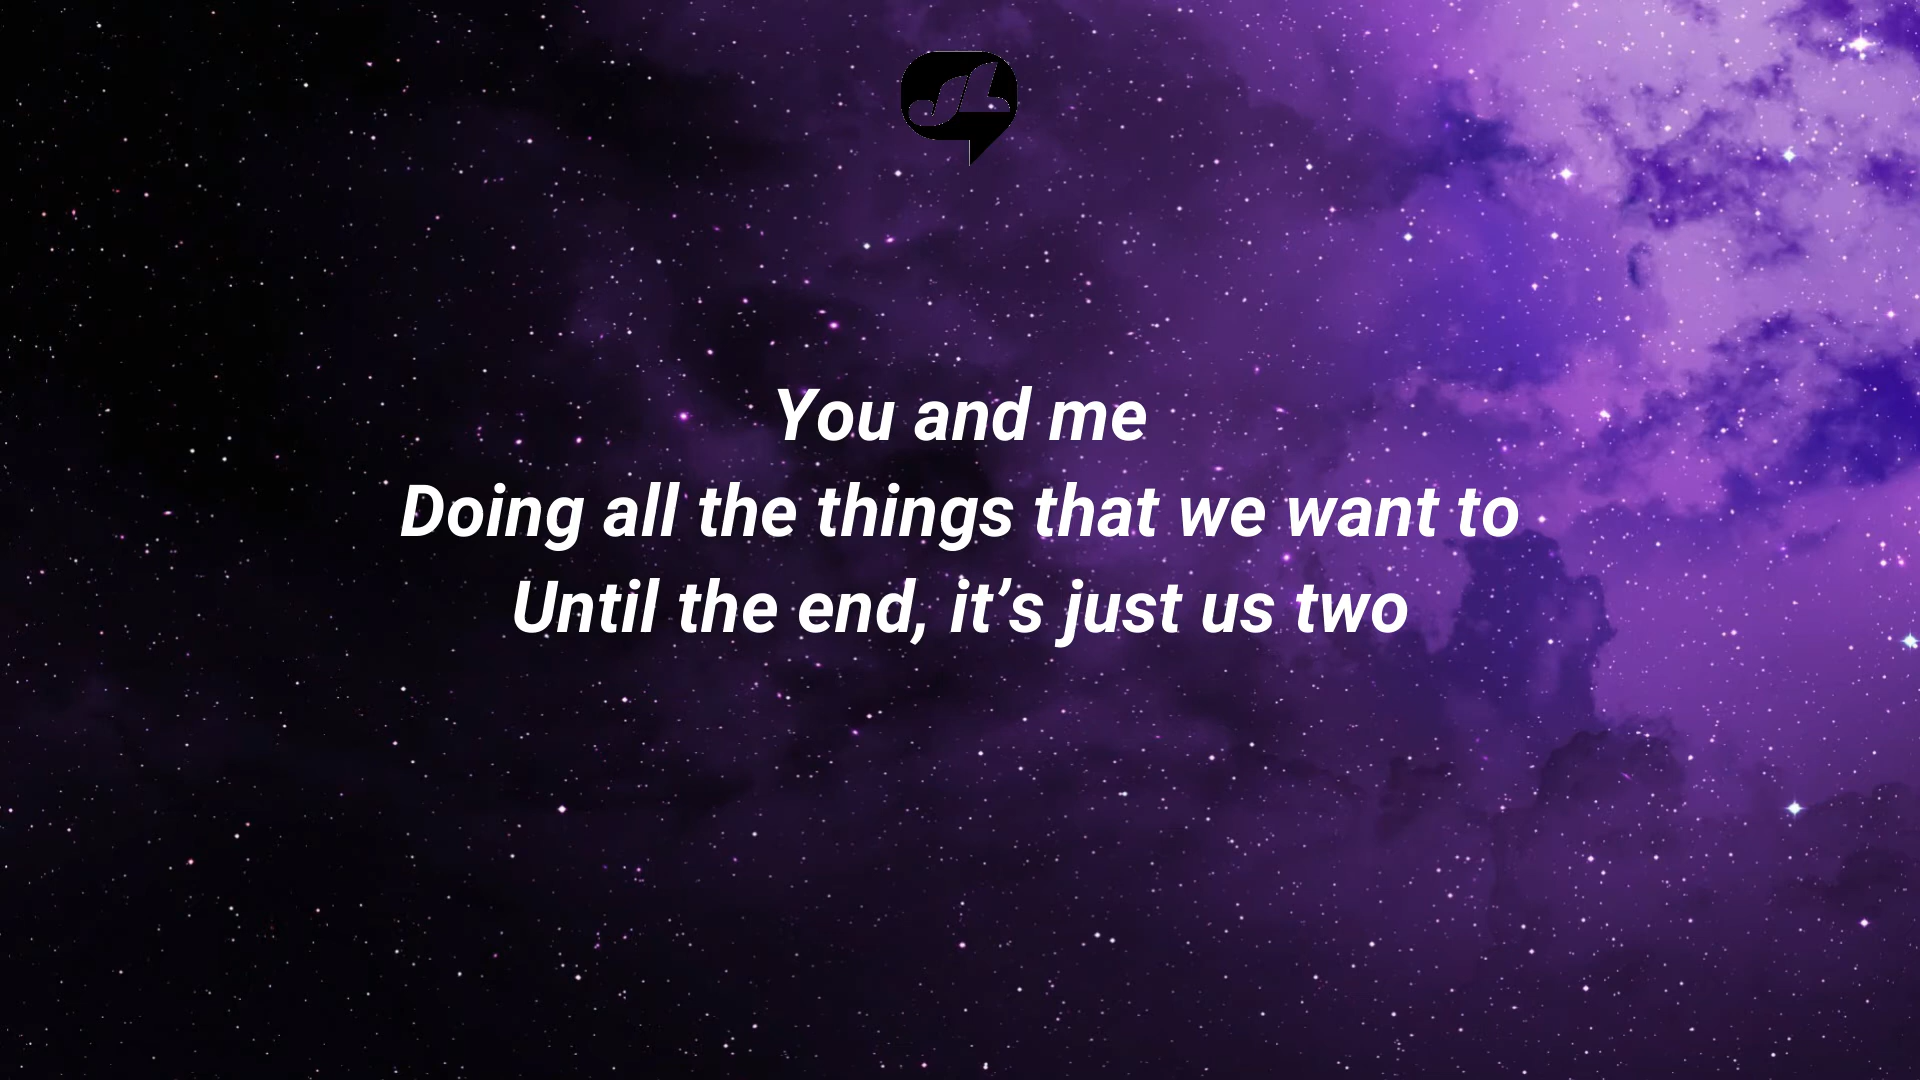 You and me
Doing all the things that we want to
Until the end, it’s just us two